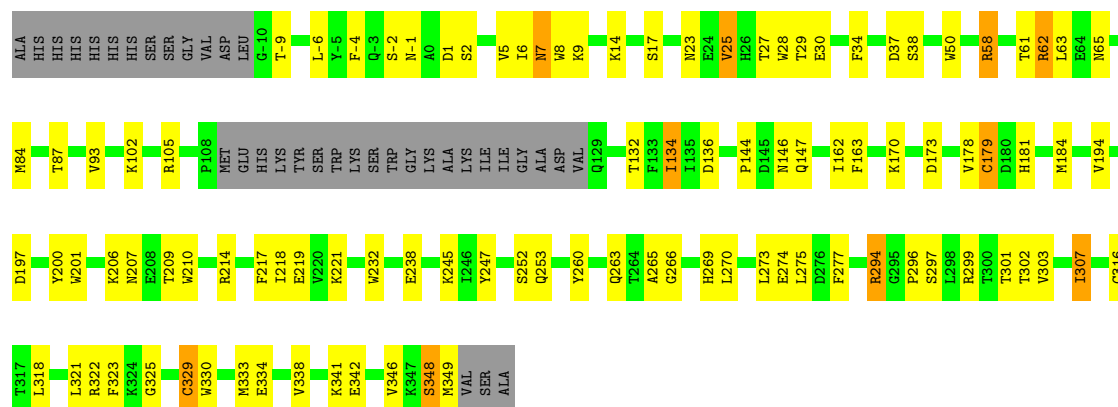 ALA HIS HIS HIS HIS HIS HIS SER SER GLY VAL ASP LEU G-10 T-9 L-6 Y-5 F-4 Q-3 S-2 N-1 A0 D1 S2 V5 I6 N7 W8 K9 K14 S17 N23 E24 V25 H26 T27 W28 T29 E30 F34 D37 S38 W50 R58 T61 R62 L63 E64 N65
M84 T87 V93 K102 R105 P108 MET GLU HIS LYS TYR SER TRP LYS SER TRP GLY LYS ALA LYS ILE ILE GLY ALA ASP VAL Q129 T132 F133 I134 I135 D136 P144 D145 N146 Q147 I162 F163 K170 D173 V178 C179 D180 H181 M184 V194
D197 Y200 W201 K206 N207 E208 T209 W210 R214 F217 I218 E219 V220 K221 W232 E238 K245 I246 Y247 S252 Q253 Y260 Q263 T264 A265 G266 H269 L270 L273 E274 L275 D276 F277 R294 G295 P296 S297 L298 R299 T300 T301 T302 V303 I307 C316
T317 L318 L321 R322 F323 K324 G325 C329 W330 M333 E334 V338 K341 E342 V346 K347 S348 M349 VAL SER ALA